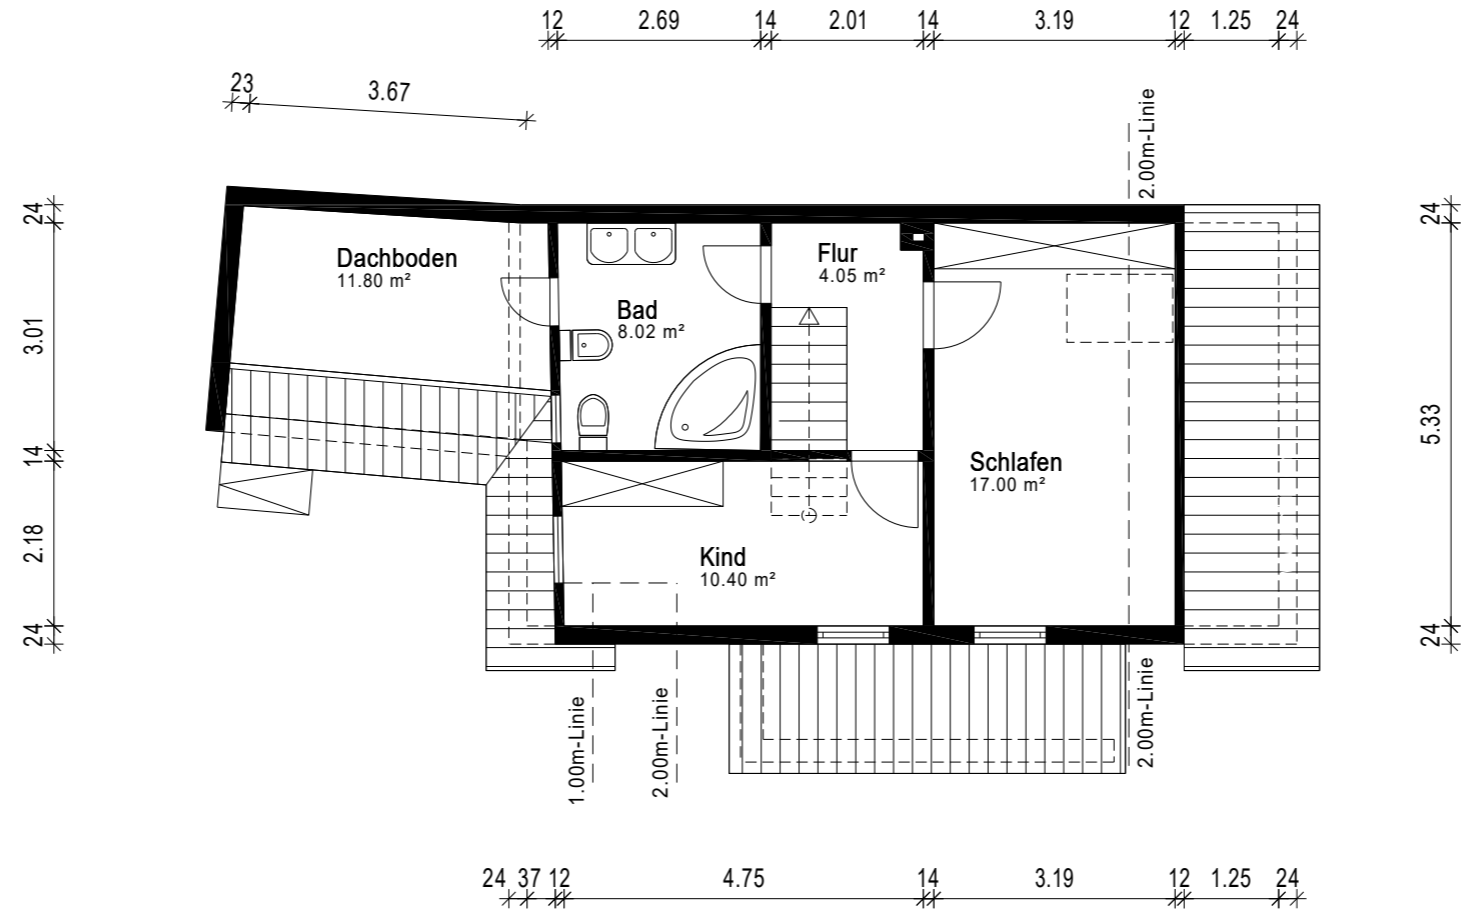 12 2.69 14 2.01 14 3.19 12 1.25 24
23 3.67
2.00m-Linie
24
3.01
14
2.18
24
24
5.33
24
Dachboden
11.80 m²
Bad
8.02 m²
Flur
4.05 m²
Schlafen
17.00 m²
Kind
10.40 m²
1.00m-Linie
2.00m-Linie
2.00m-Linie
24 37 12 4.75 14 3.19 12 1.25 24